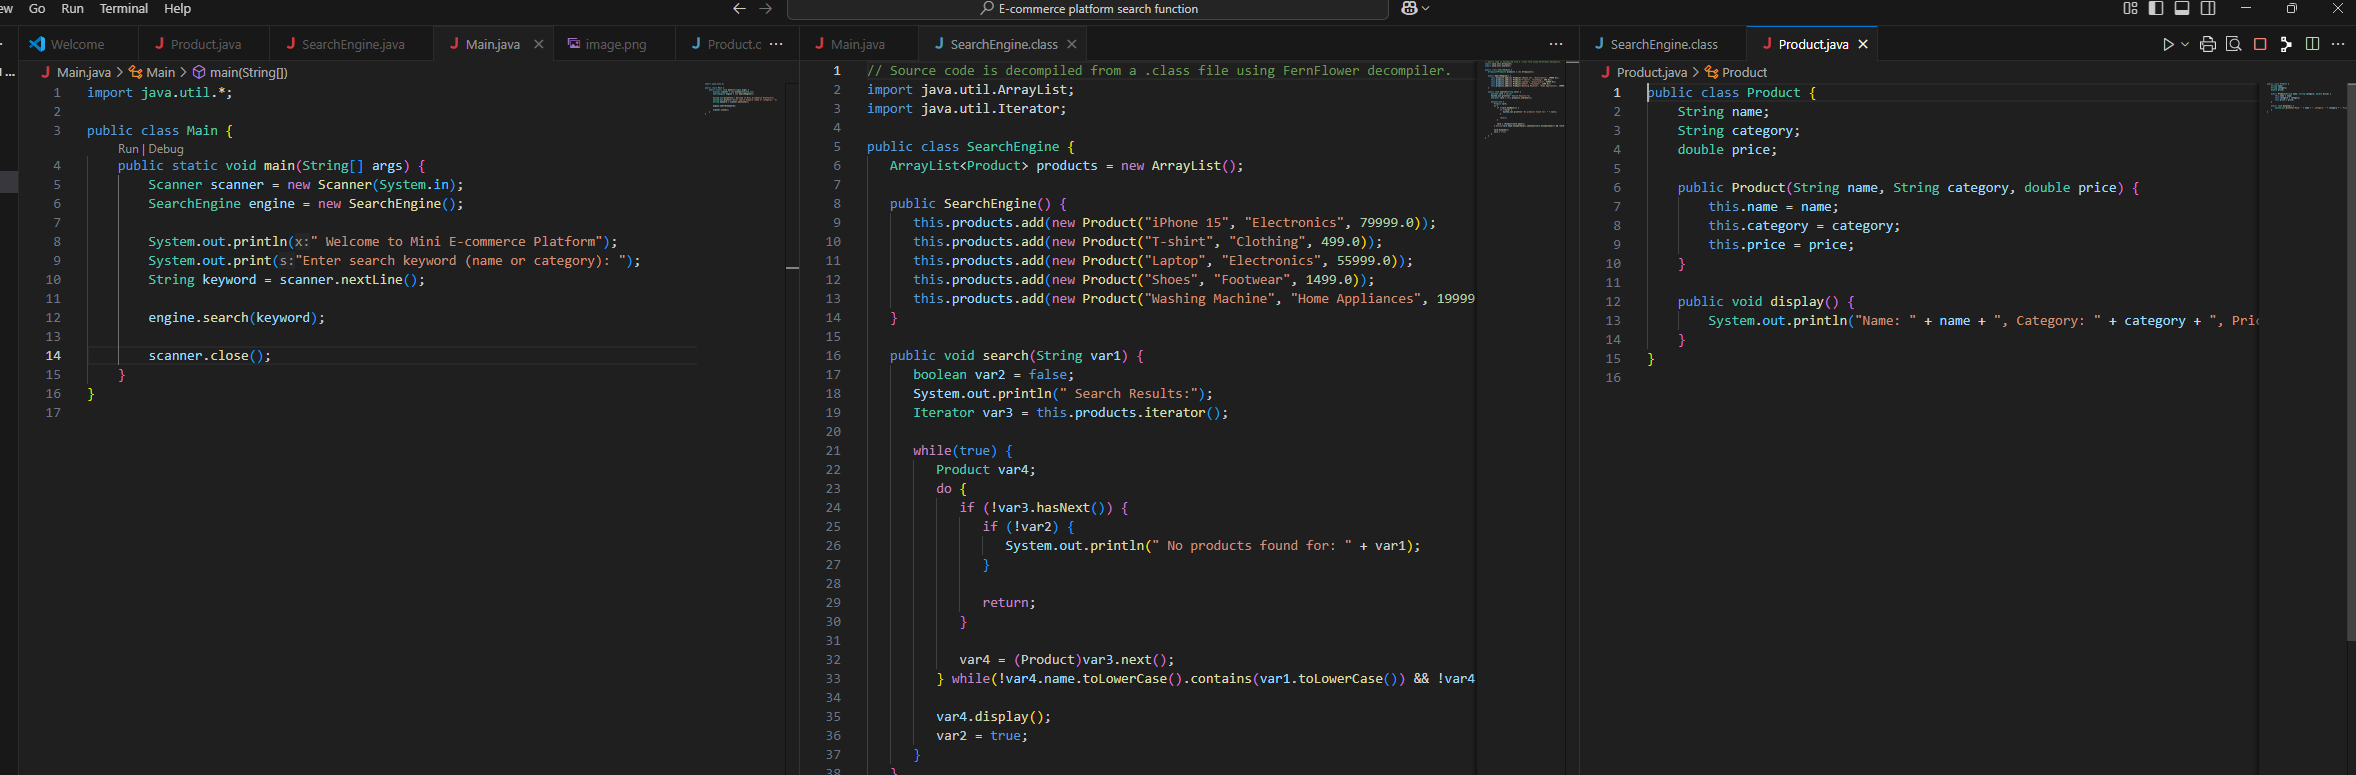 Go Run Terminal Help
E-commerce platform search function
Welcome Product.java SearchEngine.java Main.java image.png Product.c
Main.java > Main > main(String[])
1 import java.util.*;
2
3 public class Main {
Run | Debug
4 public static void main(String[] args) {
5 Scanner scanner = new Scanner(System.in);
6 SearchEngine engine = new SearchEngine();
7
8 System.out.println(x:" Welcome to Mini E-commerce Platform");
9 System.out.print(s:"Enter search keyword (name or category): ");
10 String keyword = scanner.nextLine();
11
12 engine.search(keyword);
13
14 scanner.close();
15 }
16 }
17
Main.java SearchEngine.class
1 // Source code is decompiled from a .class file using FernFlower decompiler.
2 import java.util.ArrayList;
3 import java.util.Iterator;
4
5 public class SearchEngine {
6 ArrayList<Product> products = new ArrayList();
7
8 public SearchEngine() {
9 this.products.add(new Product("iPhone 15", "Electronics", 79999.0));
10 this.products.add(new Product("T-shirt", "Clothing", 499.0));
11 this.products.add(new Product("Laptop", "Electronics", 55999.0));
12 this.products.add(new Product("Shoes", "Footwear", 1499.0));
13 this.products.add(new Product("Washing Machine", "Home Appliances", 19999
14 }
15
16 public void search(String var1) {
17 boolean var2 = false;
18 System.out.println(" Search Results:");
19 Iterator var3 = this.products.iterator();
20
21 while(true) {
22 Product var4;
23 do {
24 if (!var3.hasNext()) {
25 if (!var2) {
26 System.out.println(" No products found for: " + var1);
27 }
28
29 return;
30 }
31
32 var4 = (Product)var3.next();
33 } while(!var4.name.toLowerCase().contains(var1.toLowerCase()) && !var4
34
35 var4.display();
36 var2 = true;
37 }
38 }
SearchEngine.class Product.java
Product.java > Product
1 public class Product {
2 String name;
3 String category;
4 double price;
5
6 public Product(String name, String category, double price) {
7 this.name = name;
8 this.category = category;
9 this.price = price;
10 }
11
12 public void display() {
13 System.out.println("Name: " + name + ", Category: " + category + ", Pric
14 }
15 }
16